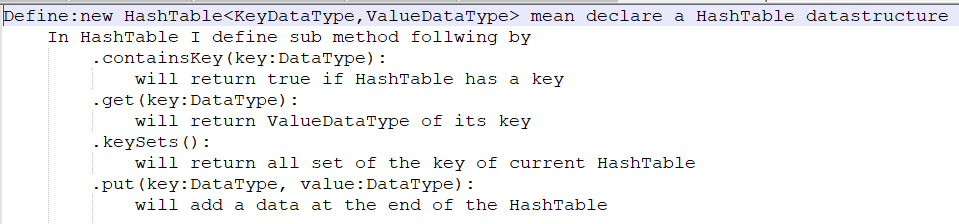 Define:new HashTable<KeyDataType,ValueDataType> mean declare a HashTable datastructure
In HashTable I define sub method follwing by
.containsKey(key:DataType):
will return true if HashTable has a key
.get(key:DataType):
will return ValueDataType of its key
.keySets():
will return all set of the key of current HashTable
.put(key:DataType, value:DataType):
will add a data at the end of the HashTable